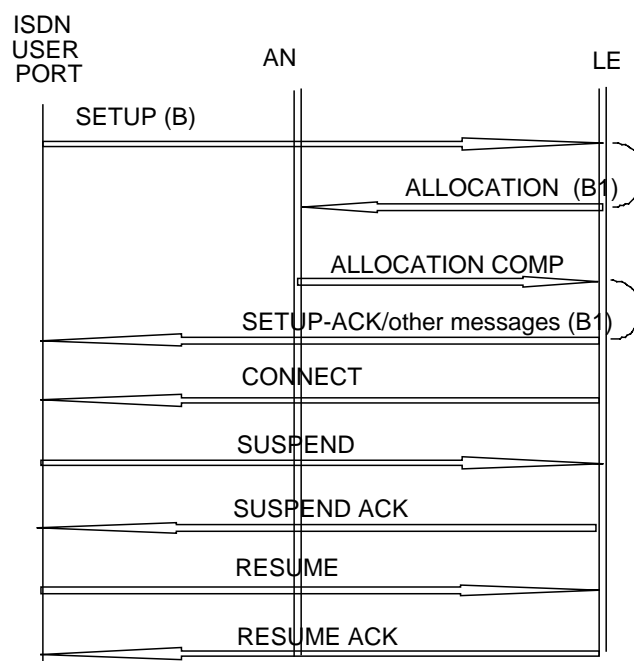 ISDN
USER
PORT
AN
LE
SETUP (B)
ALLOCATION (B1)
ALLOCATION COMP
SETUP-ACK/other messages (B1)
CONNECT
SUSPEND
SUSPEND ACK
RESUME
RESUME ACK